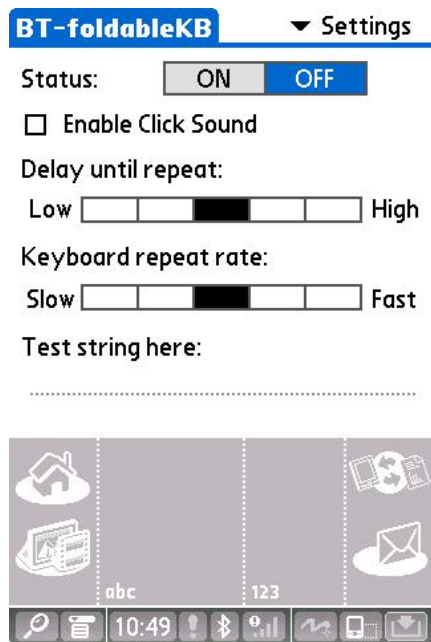 BT-foldableKB Settings
Status: ON OFF
Enable Click Sound
Delay until repeat:
Low High
Keyboard repeat rate:
Slow Fast
Test string here:
abc 123
10:49